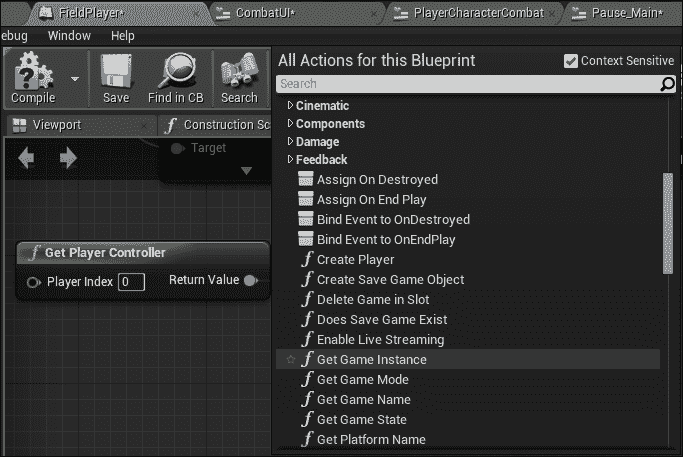 FieldPlayer*
CombatUI*
PlayerCharacterCombat
Pause_Main*
ebug
Window
Help
Compile
Save
Find in CB
Search
Viewport
f Construction Sc
Target
f Get Player Controller
Player Index 0
Return Value
All Actions for this Blueprint
Context Sensitive
Search
Cinematic
Components
Damage
Feedback
Assign On Destroyed
Assign On End Play
Bind Event to OnDestroyed
Bind Event to OnEndPlay
f Create Player
f Create Save Game Object
f Delete Game in Slot
f Does Save Game Exist
f Enable Live Streaming
f Get Game Instance
f Get Game Mode
f Get Game Name
f Get Game State
f Get Platform Name